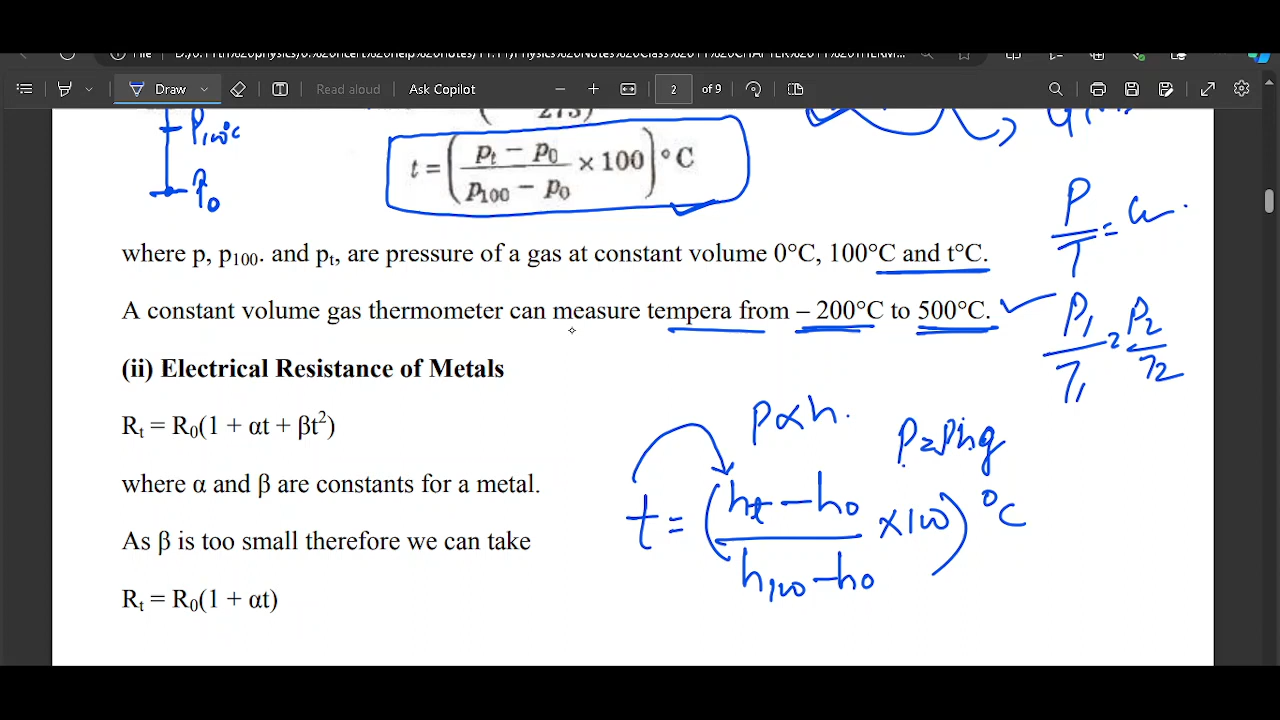 Draw
Read aloud
Ask Copilot
2 of 9
P100°C
P0
t = ( pt − p0 / p100 − p0 × 100 ) ° C
P/T =
where p, p100. and pt, are pressure of a gas at constant volume 0°C, 100°C and t°C.
A constant volume gas thermometer can measure tempera from – 200°C to 500°C.
P1/T1 = P2/T2
(ii) Electrical Resistance of Metals
Rt = R0(1 + αt + βt²)
P ∝ h.
P = ρhg
where α and β are constants for a metal.
t = ( ht − h0 / h100 − h0 × 100 ) °C
As β is too small therefore we can take
Rt = R0(1 + αt)